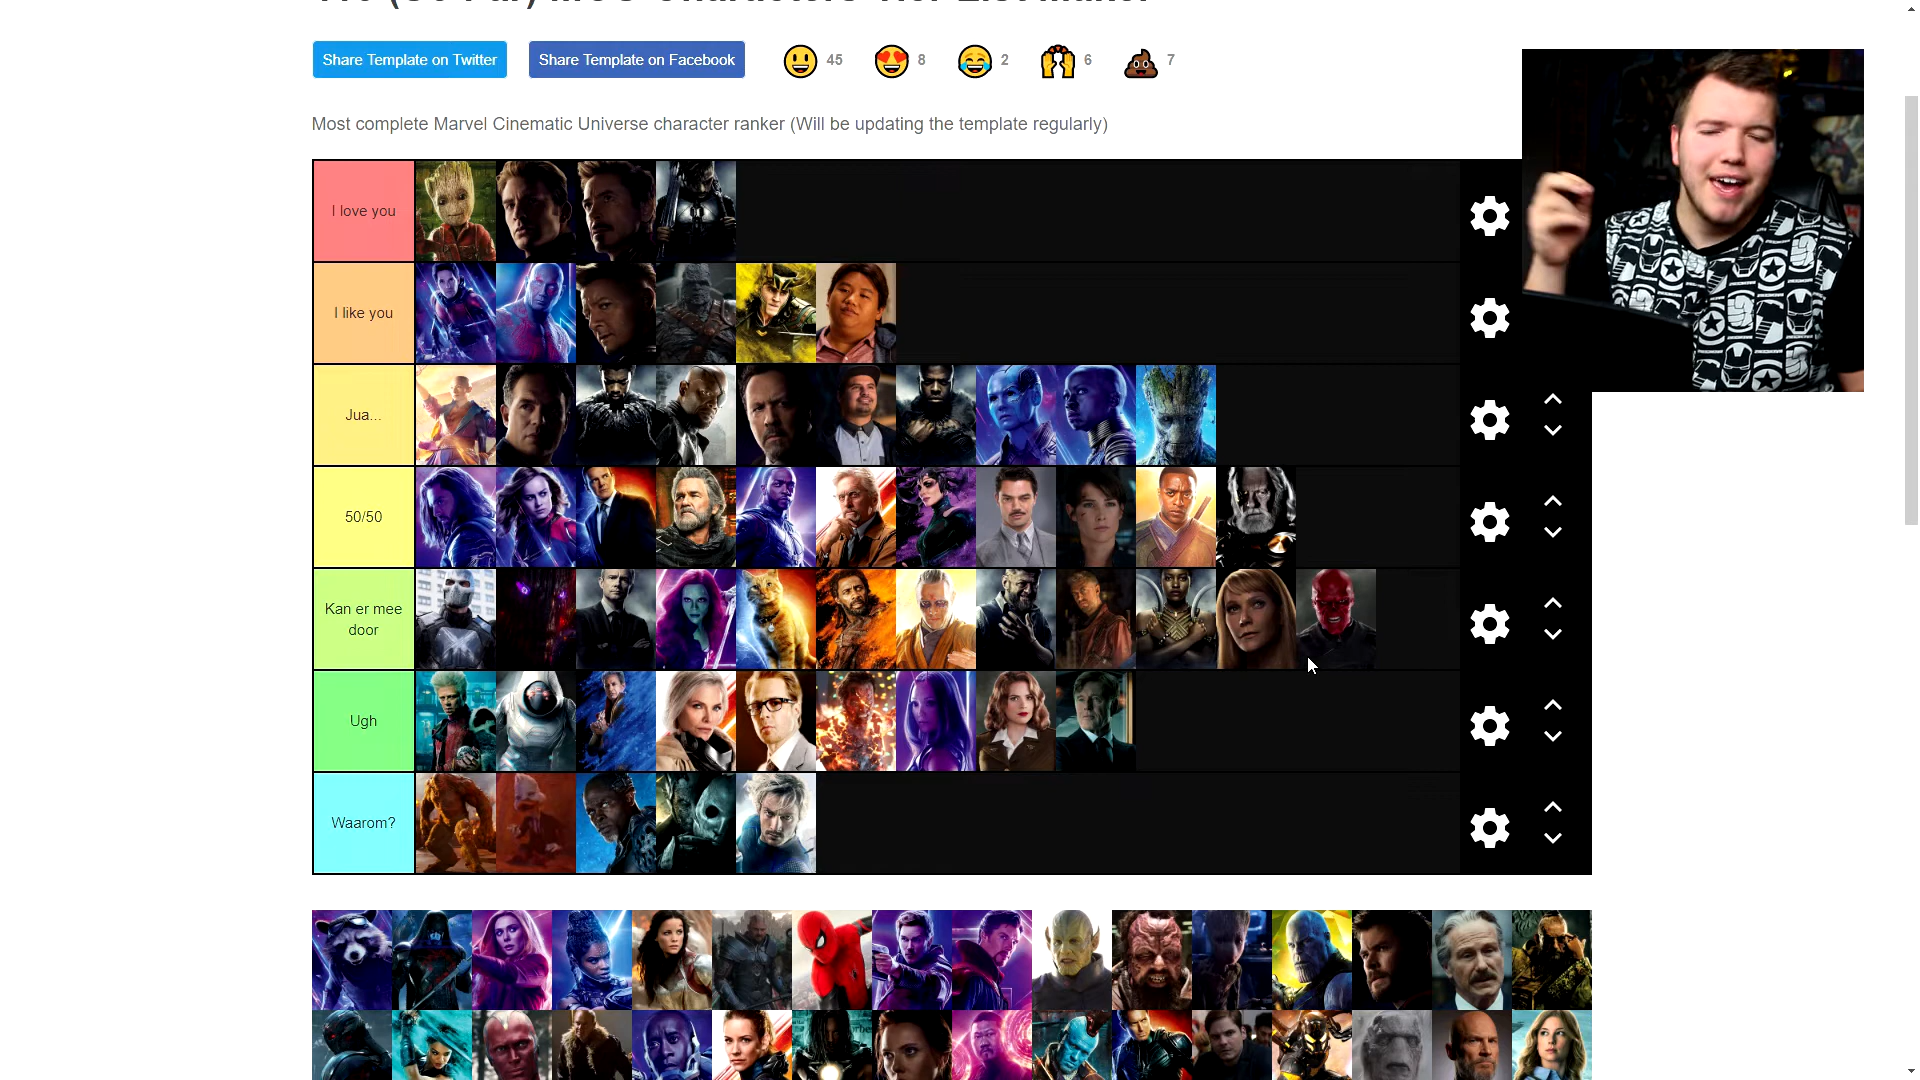 Share Template on Twitter
Share Template on Facebook
45
8
2
6
7
Most complete Marvel Cinematic Universe character ranker (Will be updating the template regularly)
I love you
I like you
Jua...
50/50
Kan er mee
door
Ugh
Waarom?